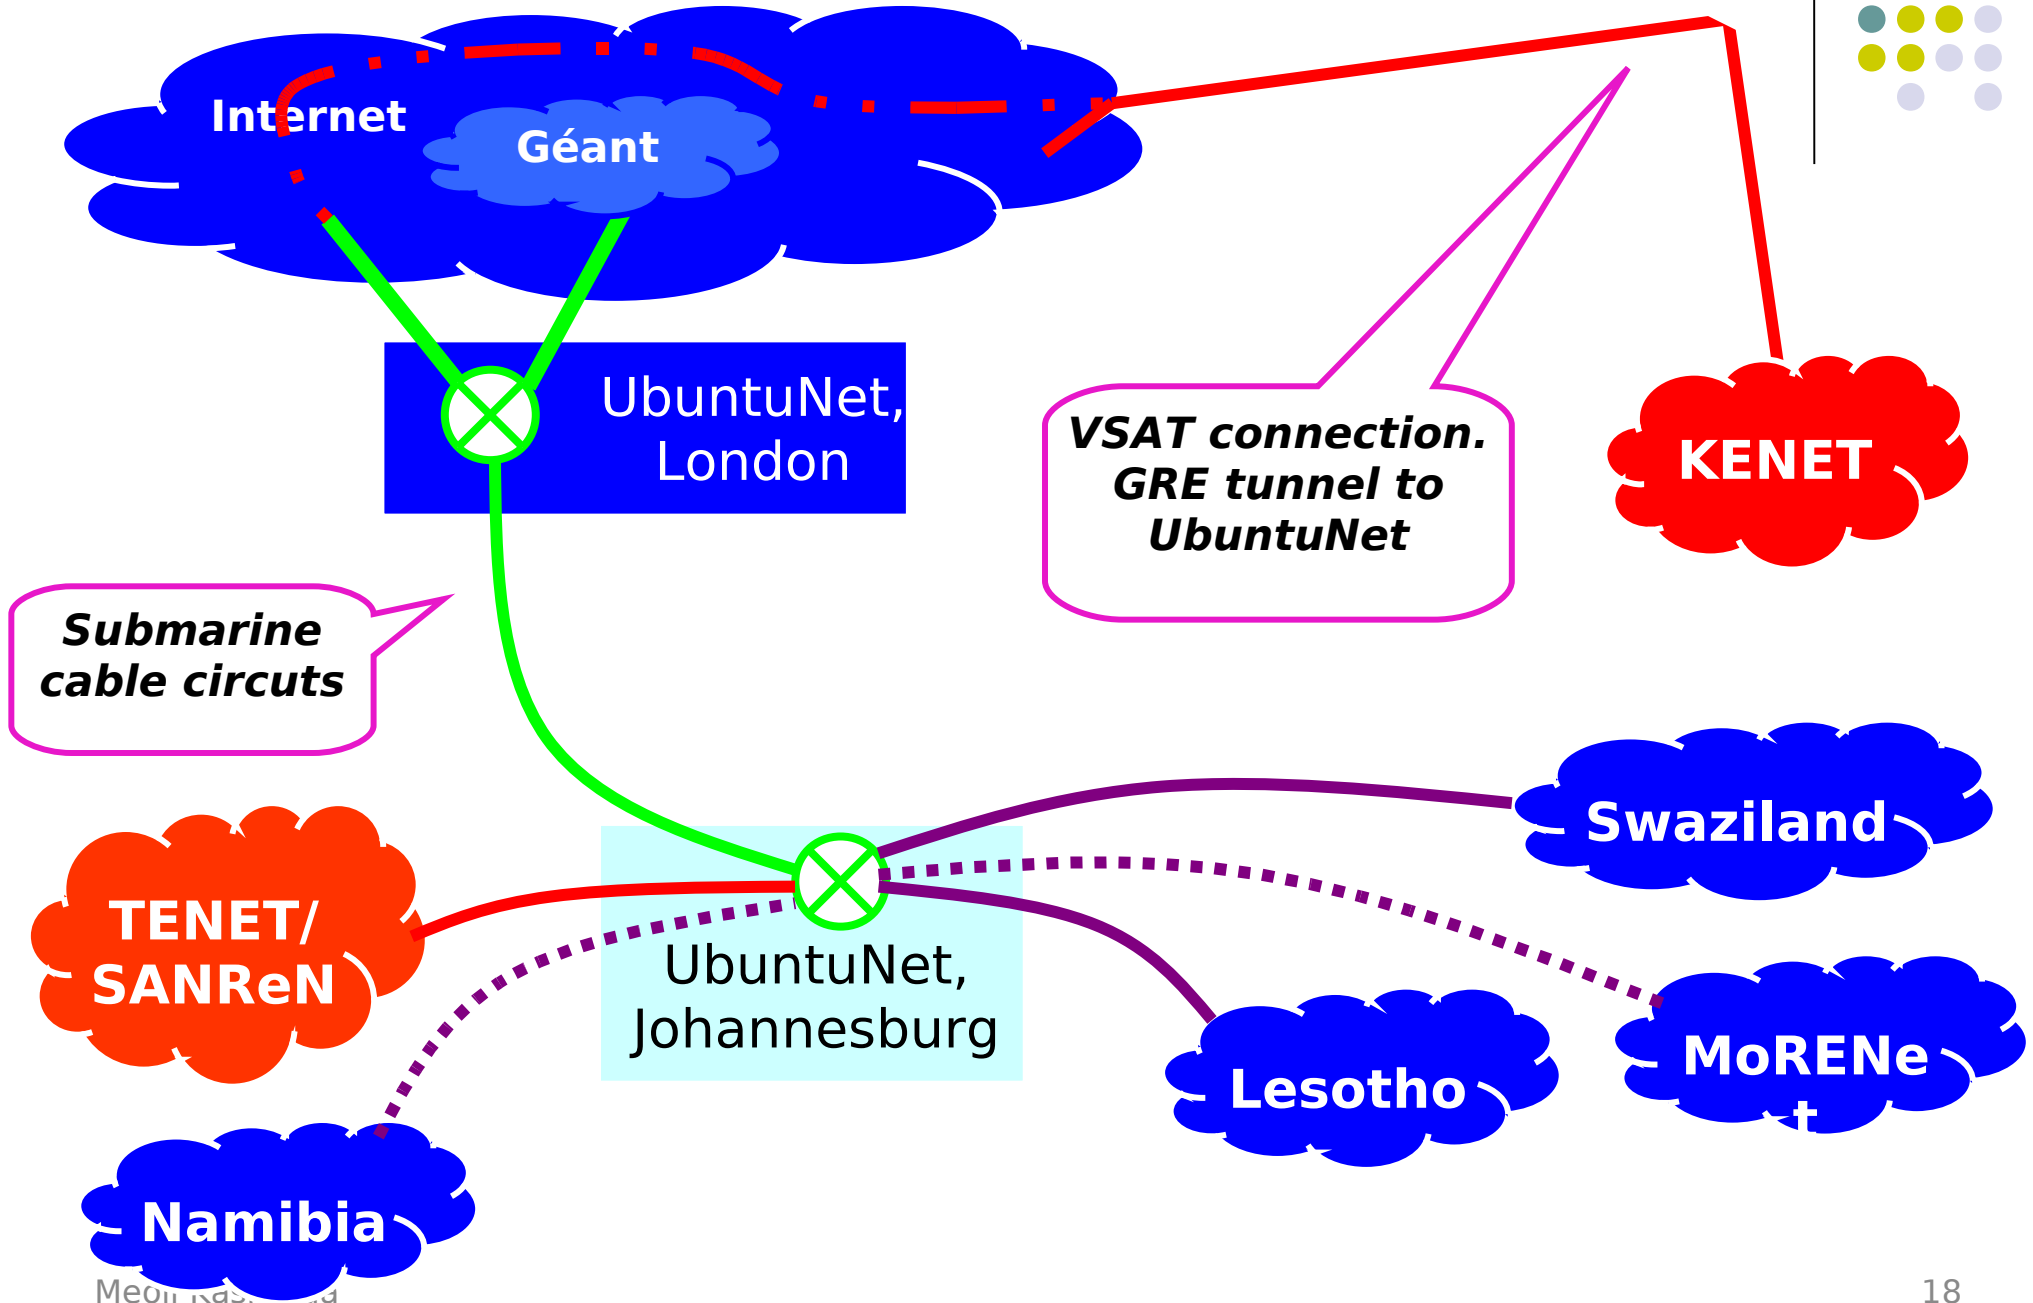 Internet
Géant
UbuntuNet,
London
VSAT connection.
GRE tunnel to
UbuntuNet
KENET
Submarine
cable circuts
Swaziland
TENET/
SANReN
UbuntuNet,
Johannesburg
MoRENe
t
Lesotho
Namibia
18